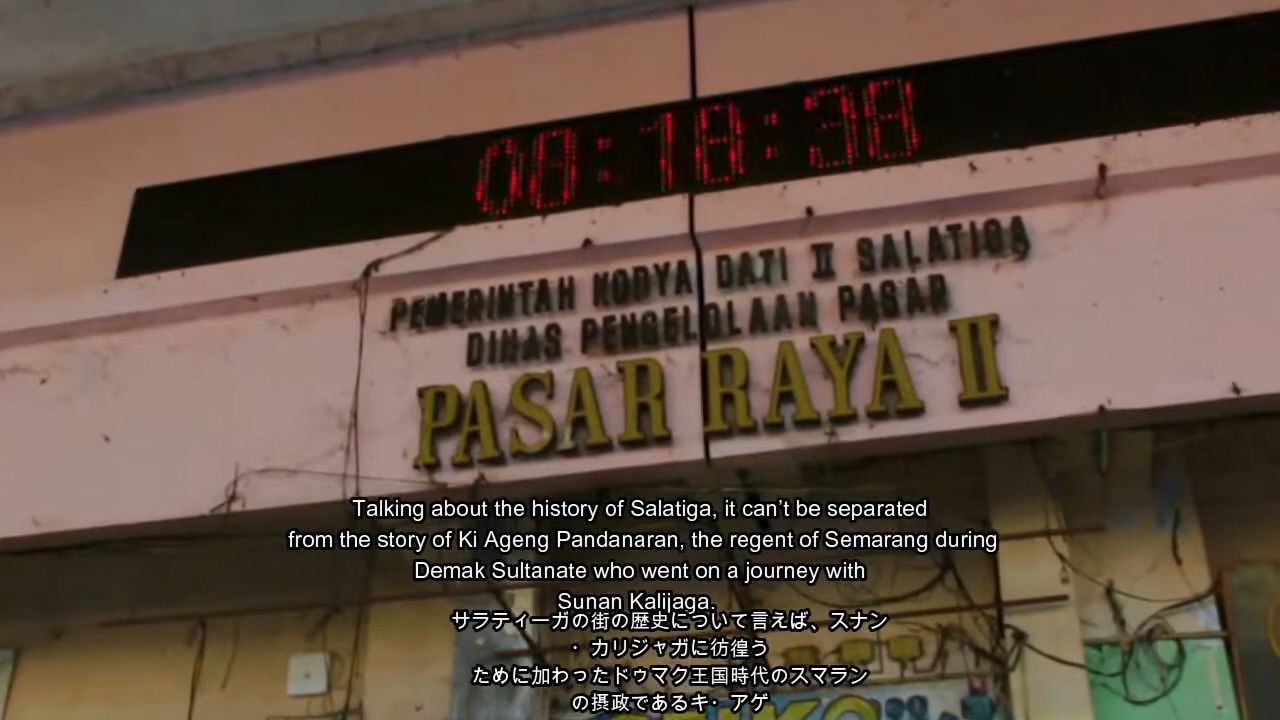 00:18:38
PEMERINTAH KODYA DATI II SALATIGA
DINAS PENGELOLAAN PASAR
PASAR RAYA II
Talking about the history of Salatiga, it can't be separated
from the story of Ki Ageng Pandanaran, the regent of Semarang during
Demak Sultanate who went on a journey with
Sunan Kalijaga.
サラティーガの街の歴史について言えば、スナン
・カリジャガに彷徨う
ために加わったドゥマク王国時代のスマラン
の摂政であるキ・アゲ